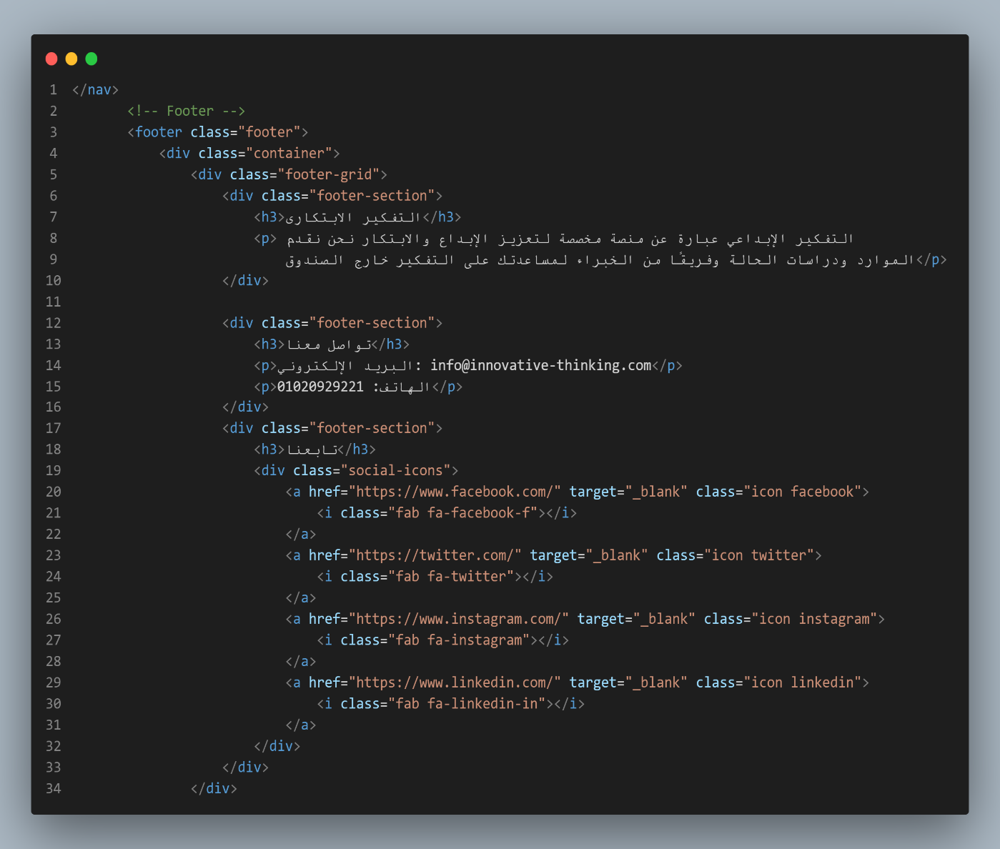 1 </nav>
2 <!-- Footer -->
3 <footer class="footer">
4 <div class="container">
5 <div class="footer-grid">
6 <div class="footer-section">
7 <h3>التفكير الابتكارى</h3>
8 <p> التفكير الإبداعي عبارة عن منصة مخصصة لتعزيز الإبداع والابتكار نحن نقدم
9 الموارد ودراسات الحالة وفريقًا من الخبراء لمساعدتك على التفكير خارج الصندوق</p>
10 </div>
11
12 <div class="footer-section">
13 <h3>تواصل معنا</h3>
14 <p>البريد الإلكتروني: info@innovative-thinking.com</p>
15 <p>الهاتف: 01020929221</p>
16 </div>
17 <div class="footer-section">
18 <h3>تابعنا</h3>
19 <div class="social-icons">
20 <a href="https://www.facebook.com/" target="_blank" class="icon facebook">
21 <i class="fab fa-facebook-f"></i>
22 </a>
23 <a href="https://twitter.com/" target="_blank" class="icon twitter">
24 <i class="fab fa-twitter"></i>
25 </a>
26 <a href="https://www.instagram.com/" target="_blank" class="icon instagram">
27 <i class="fab fa-instagram"></i>
28 </a>
29 <a href="https://www.linkedin.com/" target="_blank" class="icon linkedin">
30 <i class="fab fa-linkedin-in"></i>
31 </a>
32 </div>
33 </div>
34 </div>